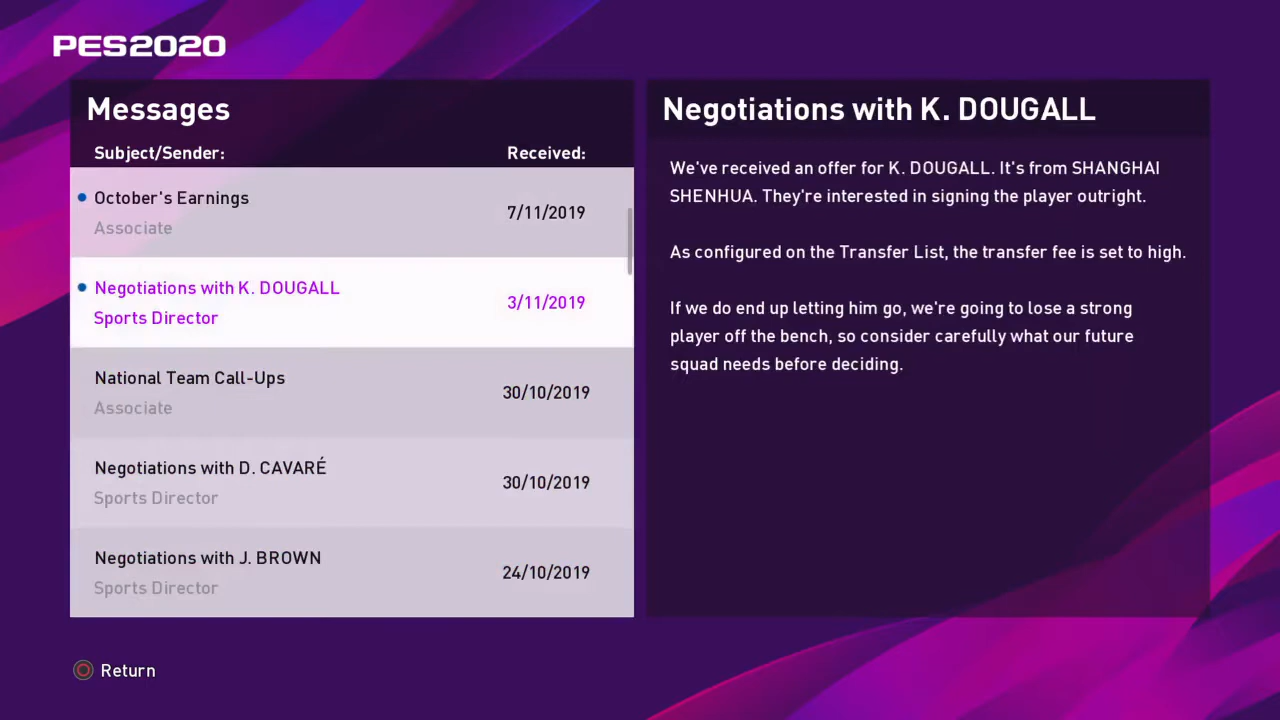 PES2020
Messages
Subject/Sender: Received:
October's Earnings
Associate
7/11/2019
Negotiations with K. DOUGALL
Sports Director
3/11/2019
National Team Call-Ups
Associate
30/10/2019
Negotiations with D. CAVARÉ
Sports Director
30/10/2019
Negotiations with J. BROWN
Sports Director
24/10/2019
Negotiations with K. DOUGALL
We've received an offer for K. DOUGALL. It's from SHANGHAI
SHENHUA. They're interested in signing the player outright.
As configured on the Transfer List, the transfer fee is set to high.
If we do end up letting him go, we're going to lose a strong
player off the bench, so consider carefully what our future
squad needs before deciding.
Return